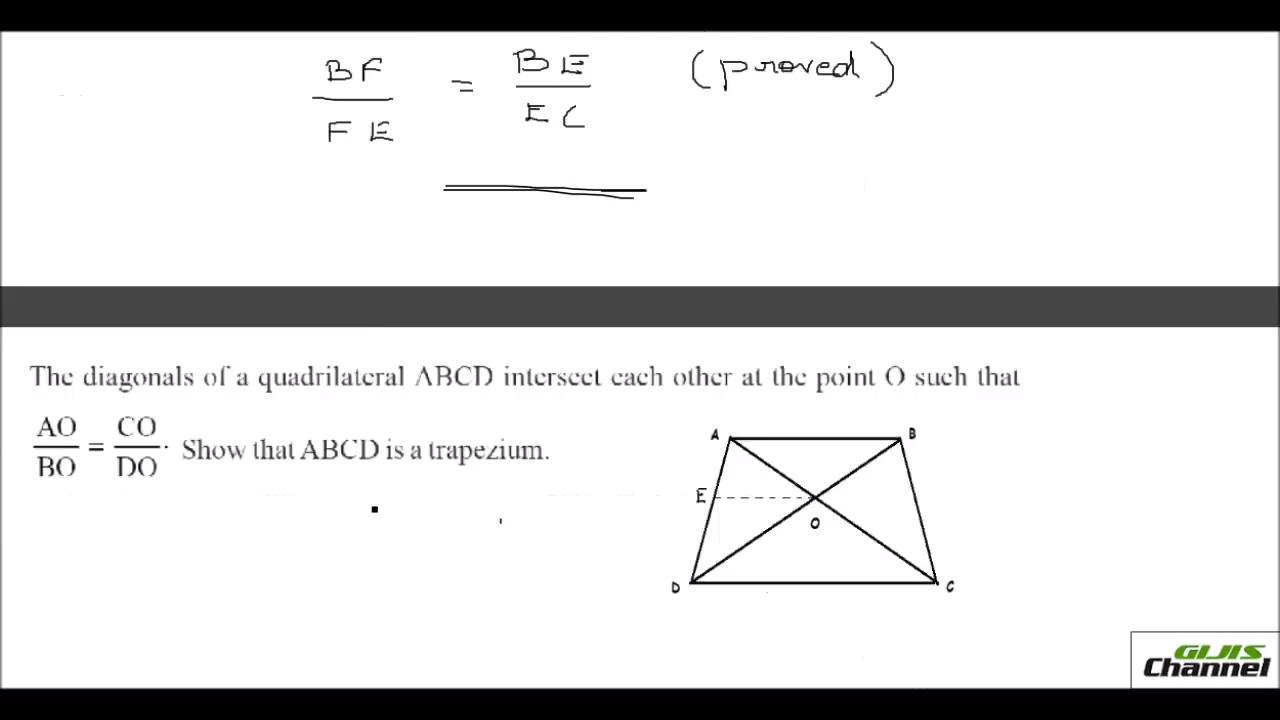 BF = BE (proved)
FE EC
The diagonals of a quadrilateral ABCD intersect each other at the point O such that
AO = CO . Show that ABCD is a trapezium.
BO DO
A B
E
O
D C
GIIS
Channel